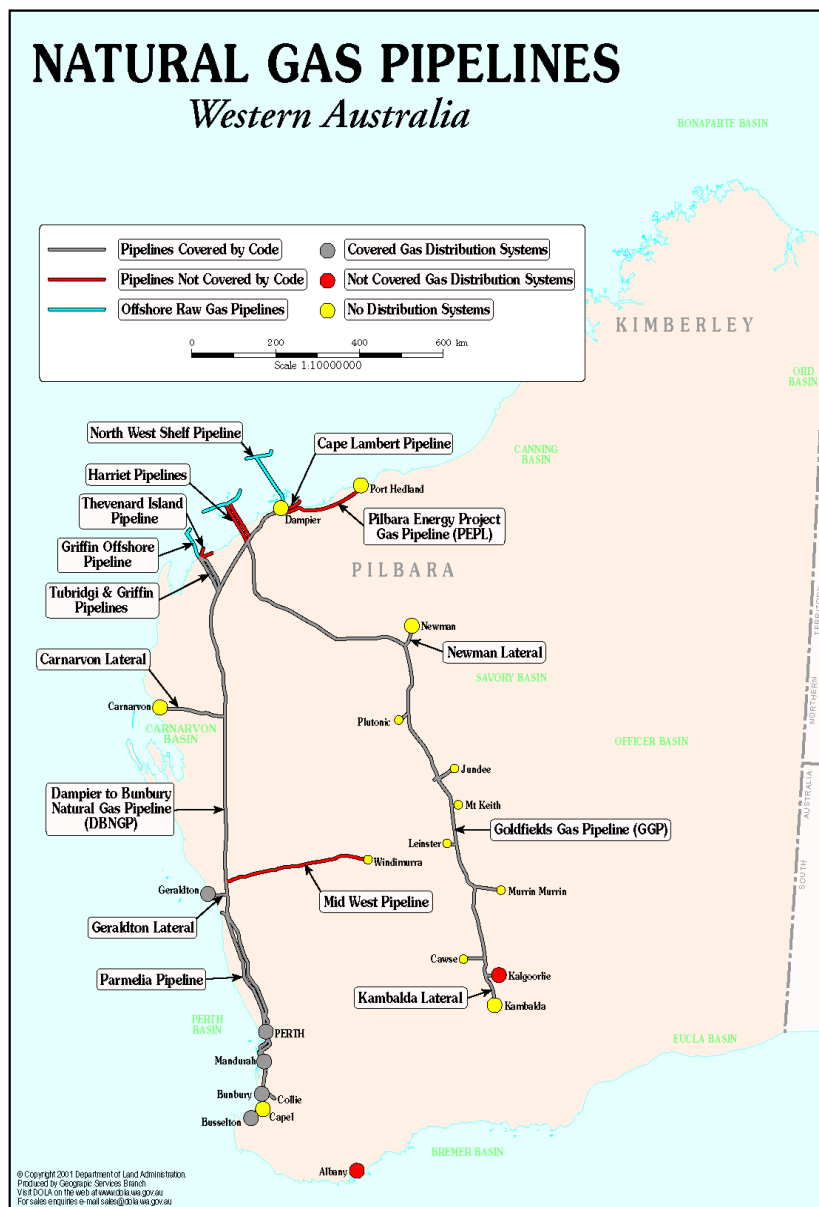 NATURAL GAS PIPELINES
Western Australia
BONAPARTE BASIN
Pipelines Covered by Code
Covered Gas Distribution Systems
Pipelines Not Covered by Code
Not Covered Gas Distribution Systems
Offshore Raw Gas Pipelines
No Distribution Systems
0 200 400 600 km
Scale 1:10000000
KIMBERLEY
ORD
BASIN
North West Shelf Pipeline
Cape Lambert Pipeline
CANNING
BASIN
Harriet Pipelines
Port Hedland
Thevenard Island
Pipeline
Dampier
Pilbara Energy Project
Gas Pipeline (PEPL)
Griffin Offshore
Pipeline
PILBARA
Tubridgi & Griffin
Pipelines
Newman
Newman Lateral
Carnarvon Lateral
SAVORY BASIN
Carnarvon
CARNARVON
BASIN
Plutonic
OFFICER BASIN
NORTHERN
TERRITORY
Jundee
SOUTH
AUSTRALIA
Dampier to Bunbury
Natural Gas Pipeline
(DBNGP)
Mt Keith
Goldfields Gas Pipeline (GGP)
Leinster
Windimurra
Geraldton
Murrin Murrin
Mid West Pipeline
Geraldton Lateral
Cawse
Parmelia Pipeline
Kalgoorlie
Kambalda Lateral
Kambalda
PERTH
BASIN
PERTH
EUCLA BASIN
Mandurah
Bunbury
Collie
Capel
Busselton
BREMER BASIN
Albany
© Copyright 2001 Department of Land Administration.
Produced by Geograpic Services Branch
Visit DOLA on the web at www.dola.wa.gov.au
For sales enquiries e-mail sales@dola.wa.gov.au